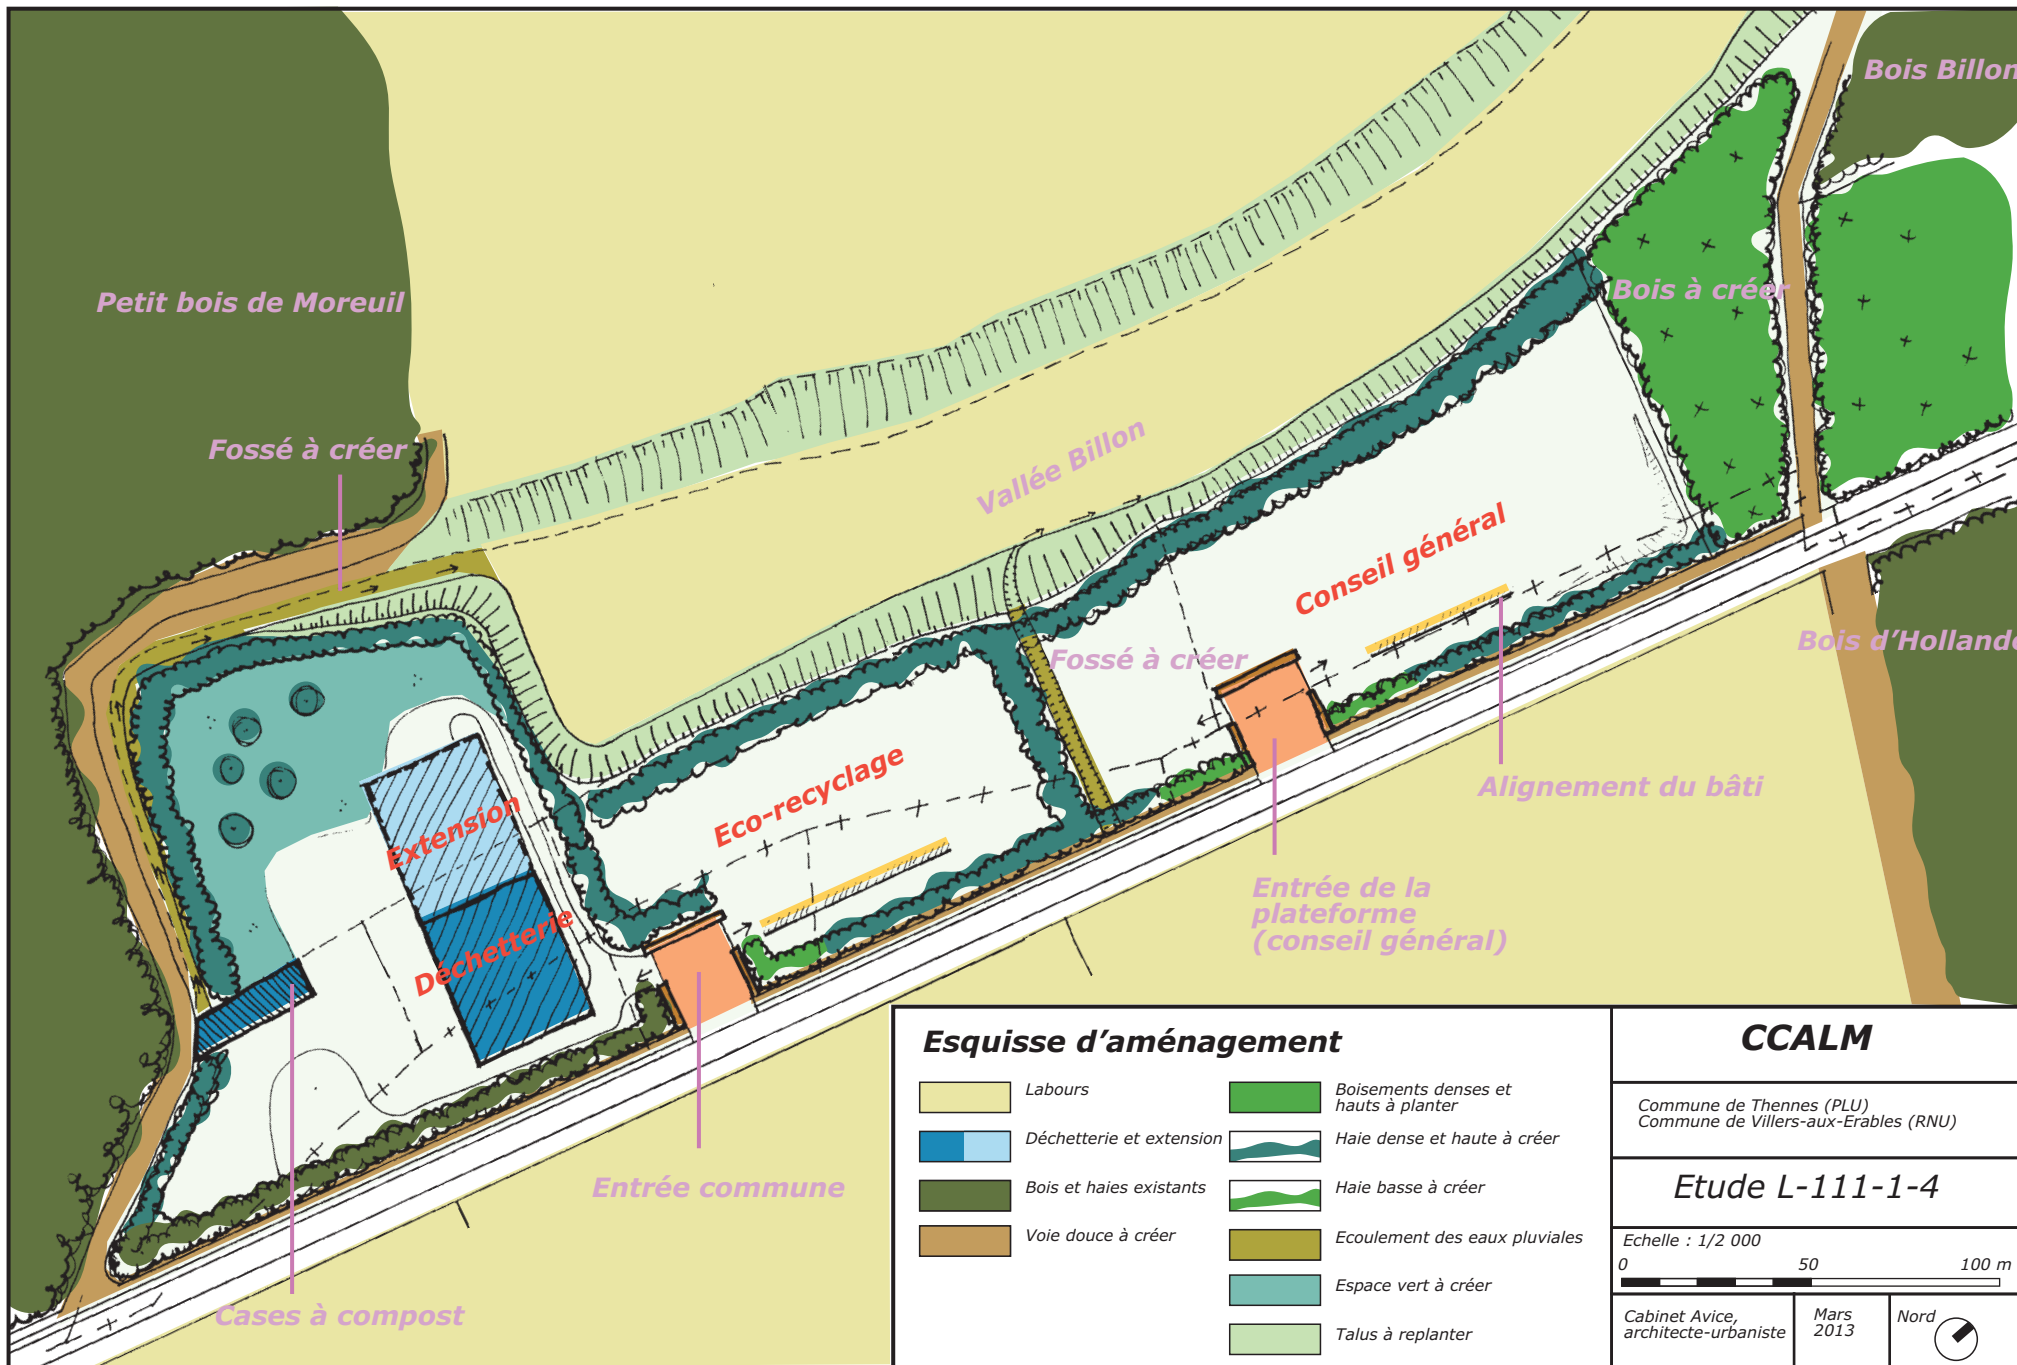 Bois Billon
Petit bois de Moreuil
Bois à créer
Fossé à créer
Vallée Billon
Conseil général
Fossé à créer
Bois d’Hollande
Eco-recyclage
Alignement du bâti
Extension
Déchetterie
Entrée de la
plateforme
(conseil général)
Entrée commune
Cases à compost
Esquisse d’aménagement
Labours
Déchetterie et extension
Bois et haies existants
Voie douce à créer
Boisements denses et
hauts à planter
Haie dense et haute à créer
Haie basse à créer
Ecoulement des eaux pluviales
Espace vert à créer
Talus à replanter
CCALM
Commune de Thennes (PLU)
Commune de Villers-aux-Erables (RNU)
Etude L-111-1-4
Echelle : 1/2 000
0 50 100 m
Cabinet Avice,
architecte-urbaniste
Mars
2013
Nord